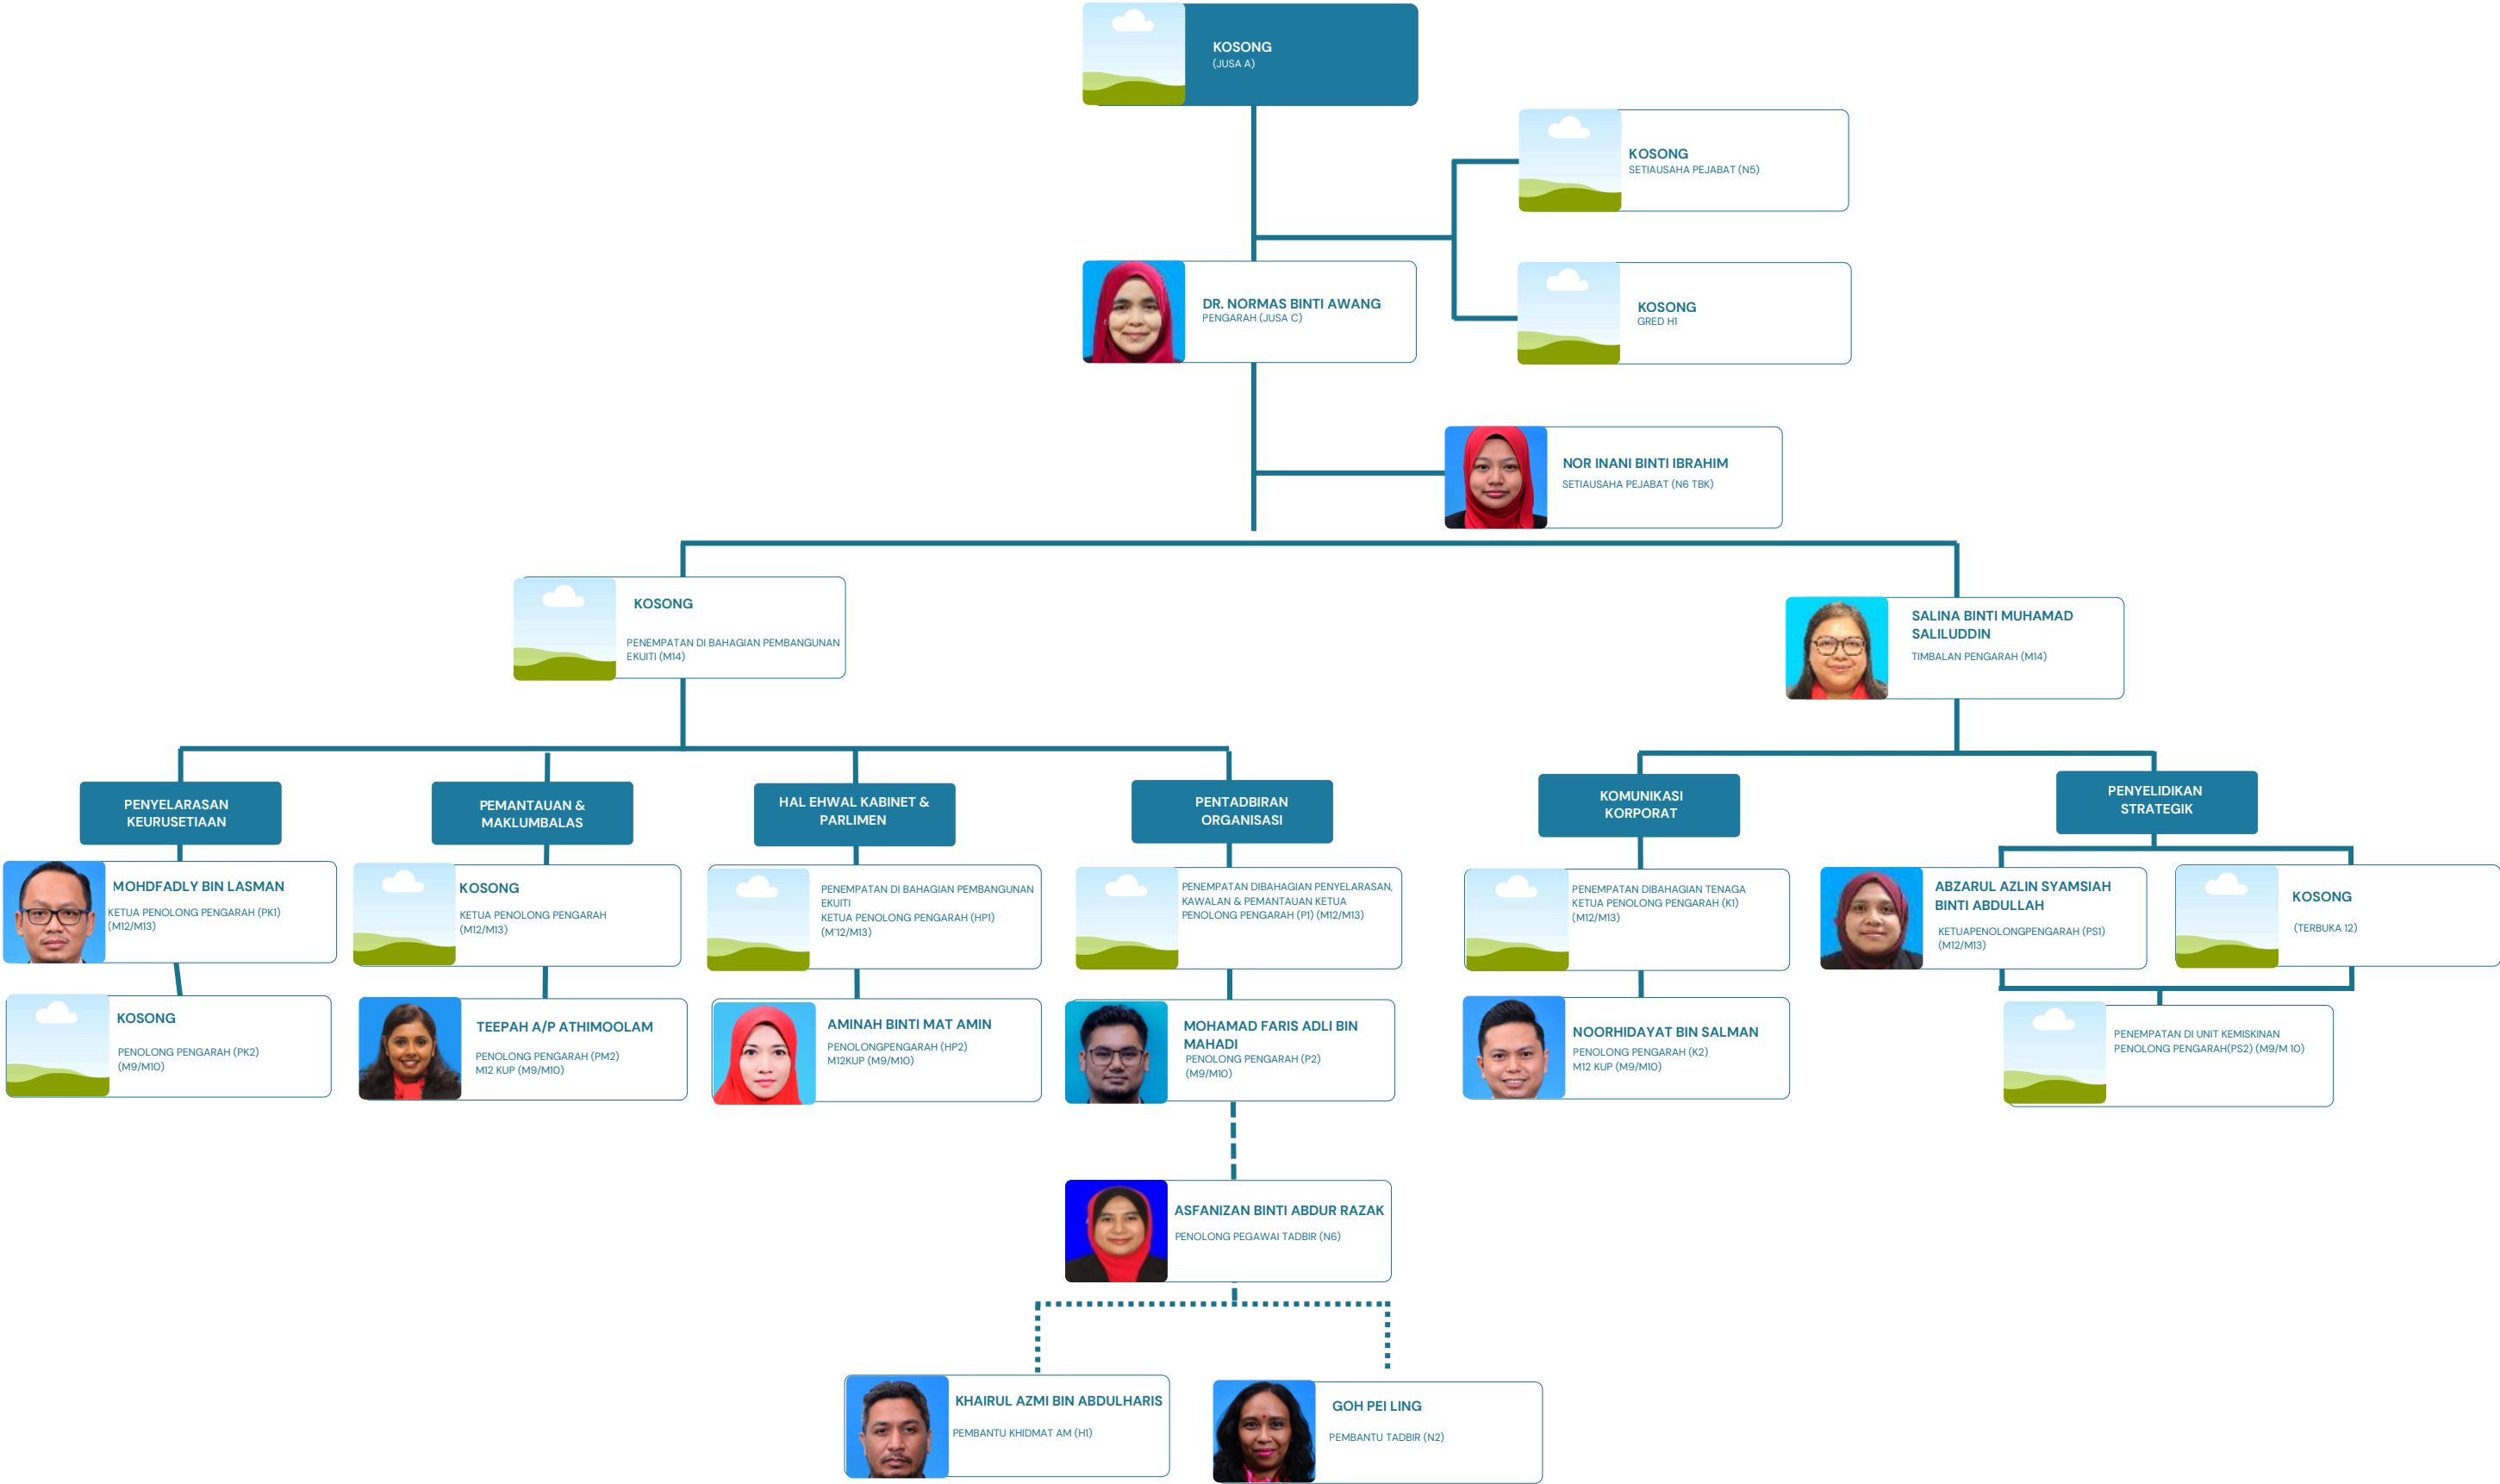 KOSONG
(JUSA A)
KOSONG
SETIAUSAHA PEJABAT (N5)
DR. NORMAS BINTI AWANG
PENGARAH (JUSA C)
KOSONG
GRED H1
NOR INANI BINTI IBRAHIM
SETIAUSAHA PEJABAT (N6 TBK)
KOSONG
PENEMPATAN DI BAHAGIAN PEMBANGUNAN
EKUITI (M14)
SALINA BINTI MUHAMAD
SALILUDDIN
TIMBALAN PENGARAH (M14)
PENYELARASAN
KEURUSETIAAN
PEMANTAUAN &
MAKLUMBALAS
HAL EHWAL KABINET &
PARLIMEN
PENTADBIRAN
ORGANISASI
KOMUNIKASI
KORPORAT
PENYELIDIKAN
STRATEGIK
MOHDFADLY BIN LASMAN
KETUA PENOLONG PENGARAH (PK1)
(M12/M13)
KOSONG
KETUA PENOLONG PENGARAH
(M12/M13)
PENEMPATAN DI BAHAGIAN PEMBANGUNAN
EKUITI
KETUA PENOLONG PENGARAH (HP1)
(M¨12/M13)
PENEMPATAN DIBAHAGIAN PENYELARASAN,
KAWALAN & PEMANTAUAN KETUA
PENOLONG PENGARAH (P1) (M12/M13)
PENEMPATAN DIBAHAGIAN TENAGA
KETUA PENOLONG PENGARAH (K1)
(M12/M13)
ABZARUL AZLIN SYAMSIAH
BINTI ABDULLAH
KETUAPENOLONGPENGARAH (PS1)
(M12/M13)
KOSONG
(TERBUKA 12)
KOSONG
PENOLONG PENGARAH (PK2)
(M9/M10)
TEEPAH A/P ATHIMOOLAM
PENOLONG PENGARAH (PM2)
M12 KUP (M9/M10)
AMINAH BINTI MAT AMIN
PENOLONGPENGARAH (HP2)
M12KUP (M9/M10)
MOHAMAD FARIS ADLI BIN
MAHADI
PENOLONG PENGARAH (P2)
(M9/M10)
NOORHIDAYAT BIN SALMAN
PENOLONG PENGARAH (K2)
M12 KUP (M9/M10)
PENEMPATAN DI UNIT KEMISKINAN
PENOLONG PENGARAH(PS2) (M9/M 10)
ASFANIZAN BINTI ABDUR RAZAK
PENOLONG PEGAWAI TADBIR (N6)
KHAIRUL AZMI BIN ABDULHARIS
PEMBANTU KHIDMAT AM (H1)
GOH PEI LING
PEMBANTU TADBIR (N2)